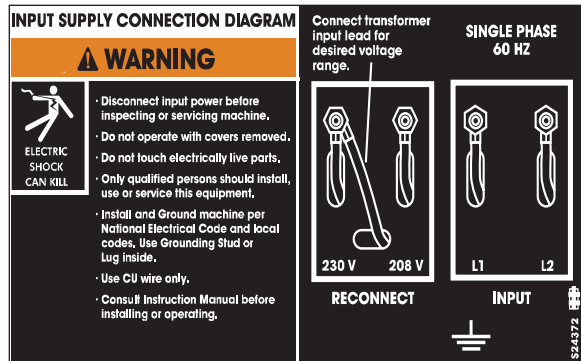 INPUT SUPPLY CONNECTION DIAGRAM
WARNING
ELECTRIC
SHOCK
CAN KILL
· Disconnect input power before
inspecting or servicing machine.
· Do not operate with covers removed.
· Do not touch electrically live parts.
· Only qualified persons should install,
use or service this equipment.
· Install and Ground machine per
National Electrical Code and local
codes. Use Grounding Stud or
Lug inside.
· Use CU wire only.
· Consult Instruction Manual before
installing or operating.
Connect transformer
input lead for
desired voltage
range.
SINGLE PHASE
60 HZ
230 V 208 V
RECONNECT
L1 L2
INPUT
S24372